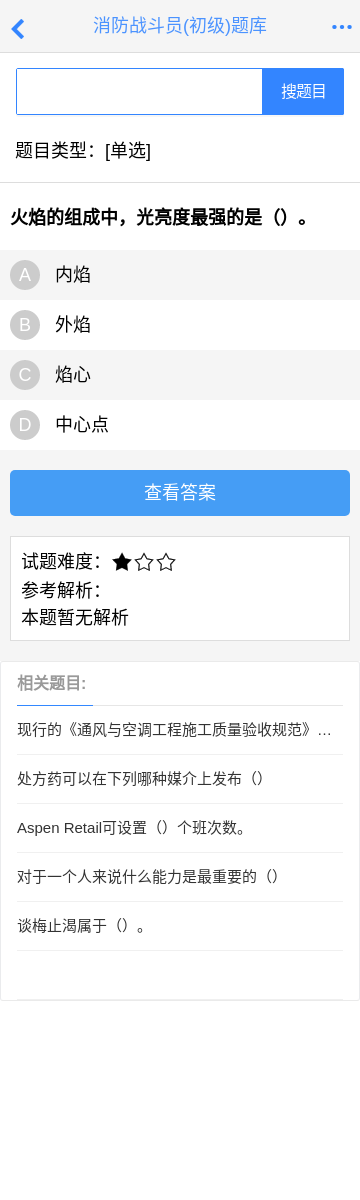 消防战斗员(初级)题库
搜题目
题目类型：[单选]
火焰的组成中，光亮度最强的是（）。
A 内焰
B 外焰
C 焰心
D 中心点
查看答案
试题难度：
参考解析：
本题暂无解析
相关题目:
现行的《通风与空调工程施工质量验收规范》…
处方药可以在下列哪种媒介上发布（）
Aspen Retail可设置（）个班次数。
对于一个人来说什么能力是最重要的（）
谈梅止渴属于（）。